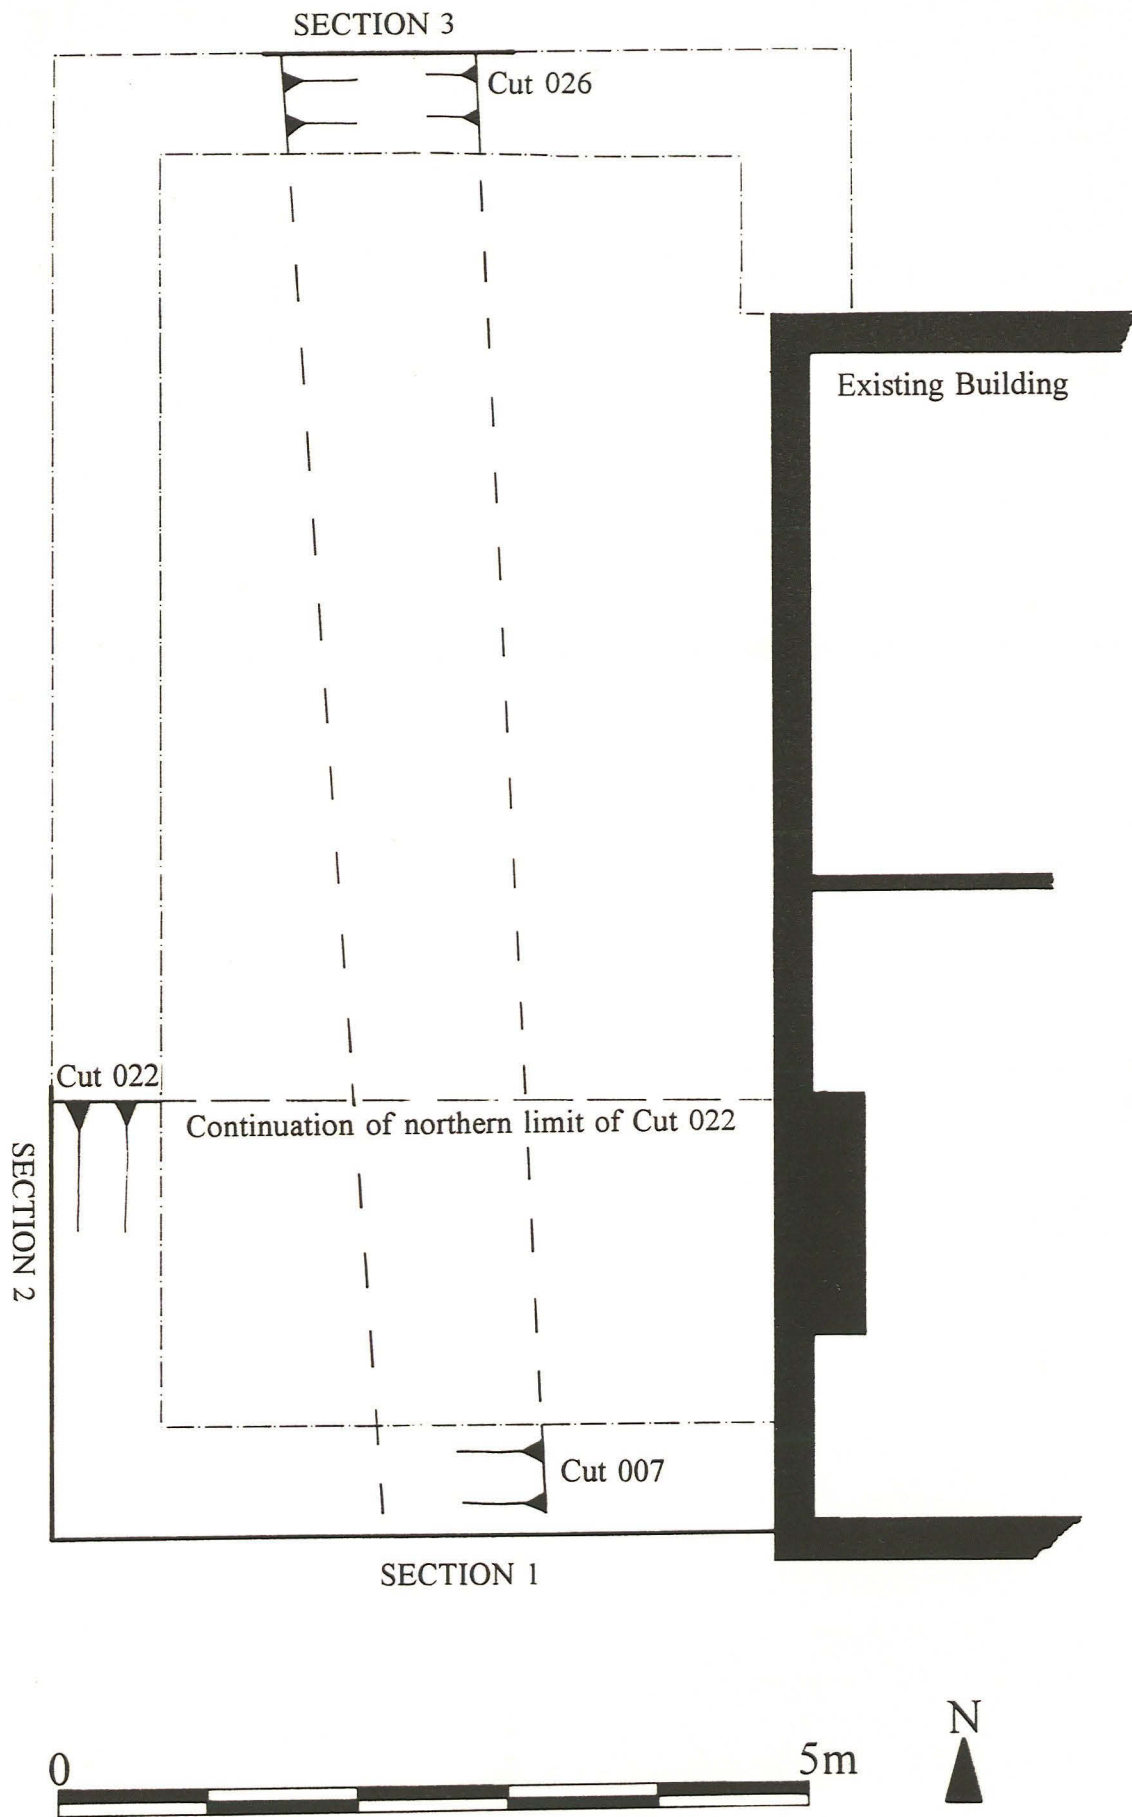 SECTION 3
Cut 026
Existing Building
Cut 022
Continuation of northern limit of Cut 022
SECTION 2
Cut 007
SECTION 1
N
0
5m